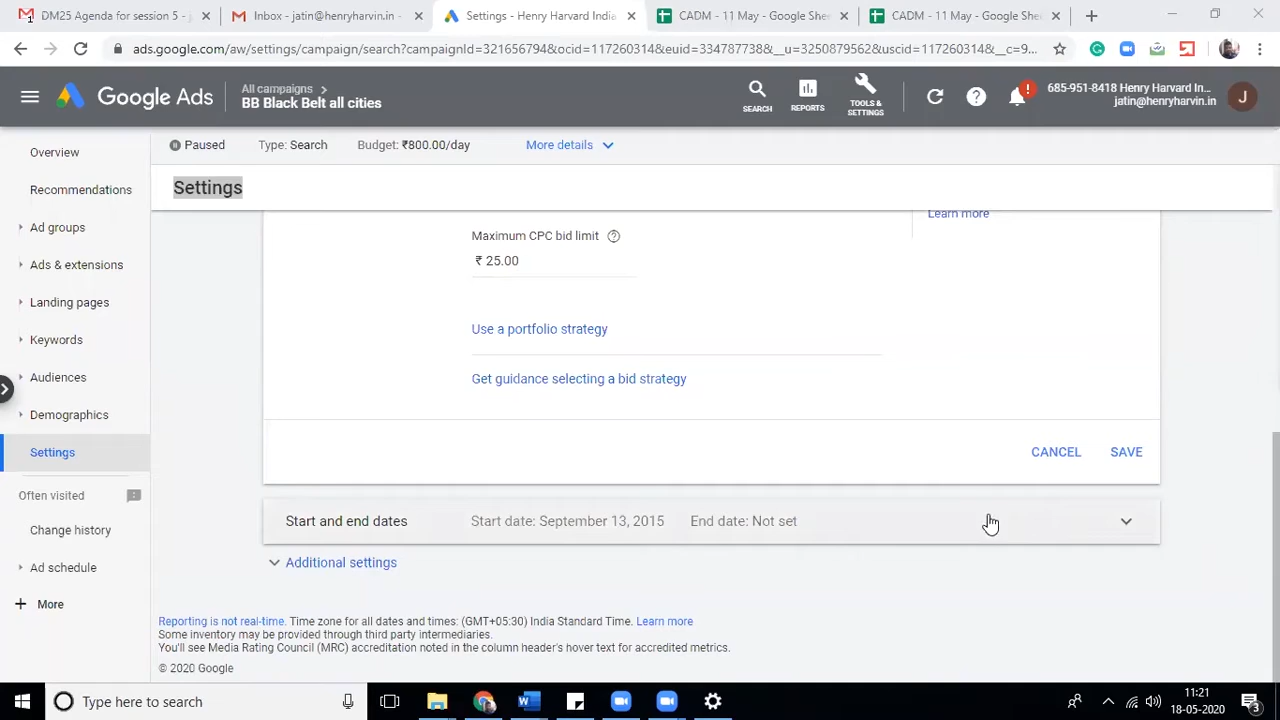 DM25 Agenda for session 5 - j
Inbox - jatin@henryharvin.in
Settings - Henry Harvard India
CADM - 11 May - Google She
CADM - 11 May - Google She
ads.google.com/aw/settings/campaign/search?campaignId=321656794&ocid=117260314&euid=334787738&__u=3250879562&uscid=117260314&__c=9...
Google Ads
All campaigns
BB Black Belt all cities
SEARCH
REPORTS
TOOLS & SETTINGS
685-951-8418 Henry Harvard In...
jatin@henryharvin.in
J
Paused
Type: Search
Budget: ₹800.00/day
More details
Overview
Recommendations
Ad groups
Ads & extensions
Landing pages
Keywords
Audiences
Demographics
Settings
Often visited
Change history
Ad schedule
More
Settings
Learn more
Maximum CPC bid limit
₹ 25.00
Use a portfolio strategy
Get guidance selecting a bid strategy
CANCEL
SAVE
Start and end dates
Start date: September 13, 2015
End date: Not set
Additional settings
Reporting is not real-time. Time zone for all dates and times: (GMT+05:30) India Standard Time. Learn more
Some inventory may be provided through third party intermediaries.
You'll see Media Rating Council (MRC) accreditation noted in the column header's hover text for accredited metrics.
© 2020 Google
Type here to search
11:21
18-05-2020
3